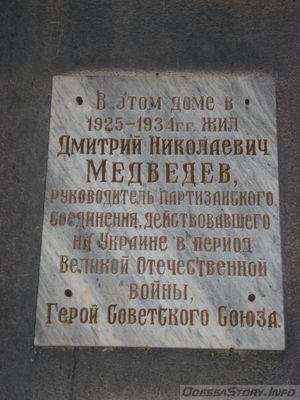 В этом доме в
1925-1934 г.г. жил
Дмитрий Николаевич
Медведев,
руководитель партизанского
соединения, действовавшего
на Украине в период
Великой Отечественной
войны,
Герой Советского Союза.
OdessaStory.Info